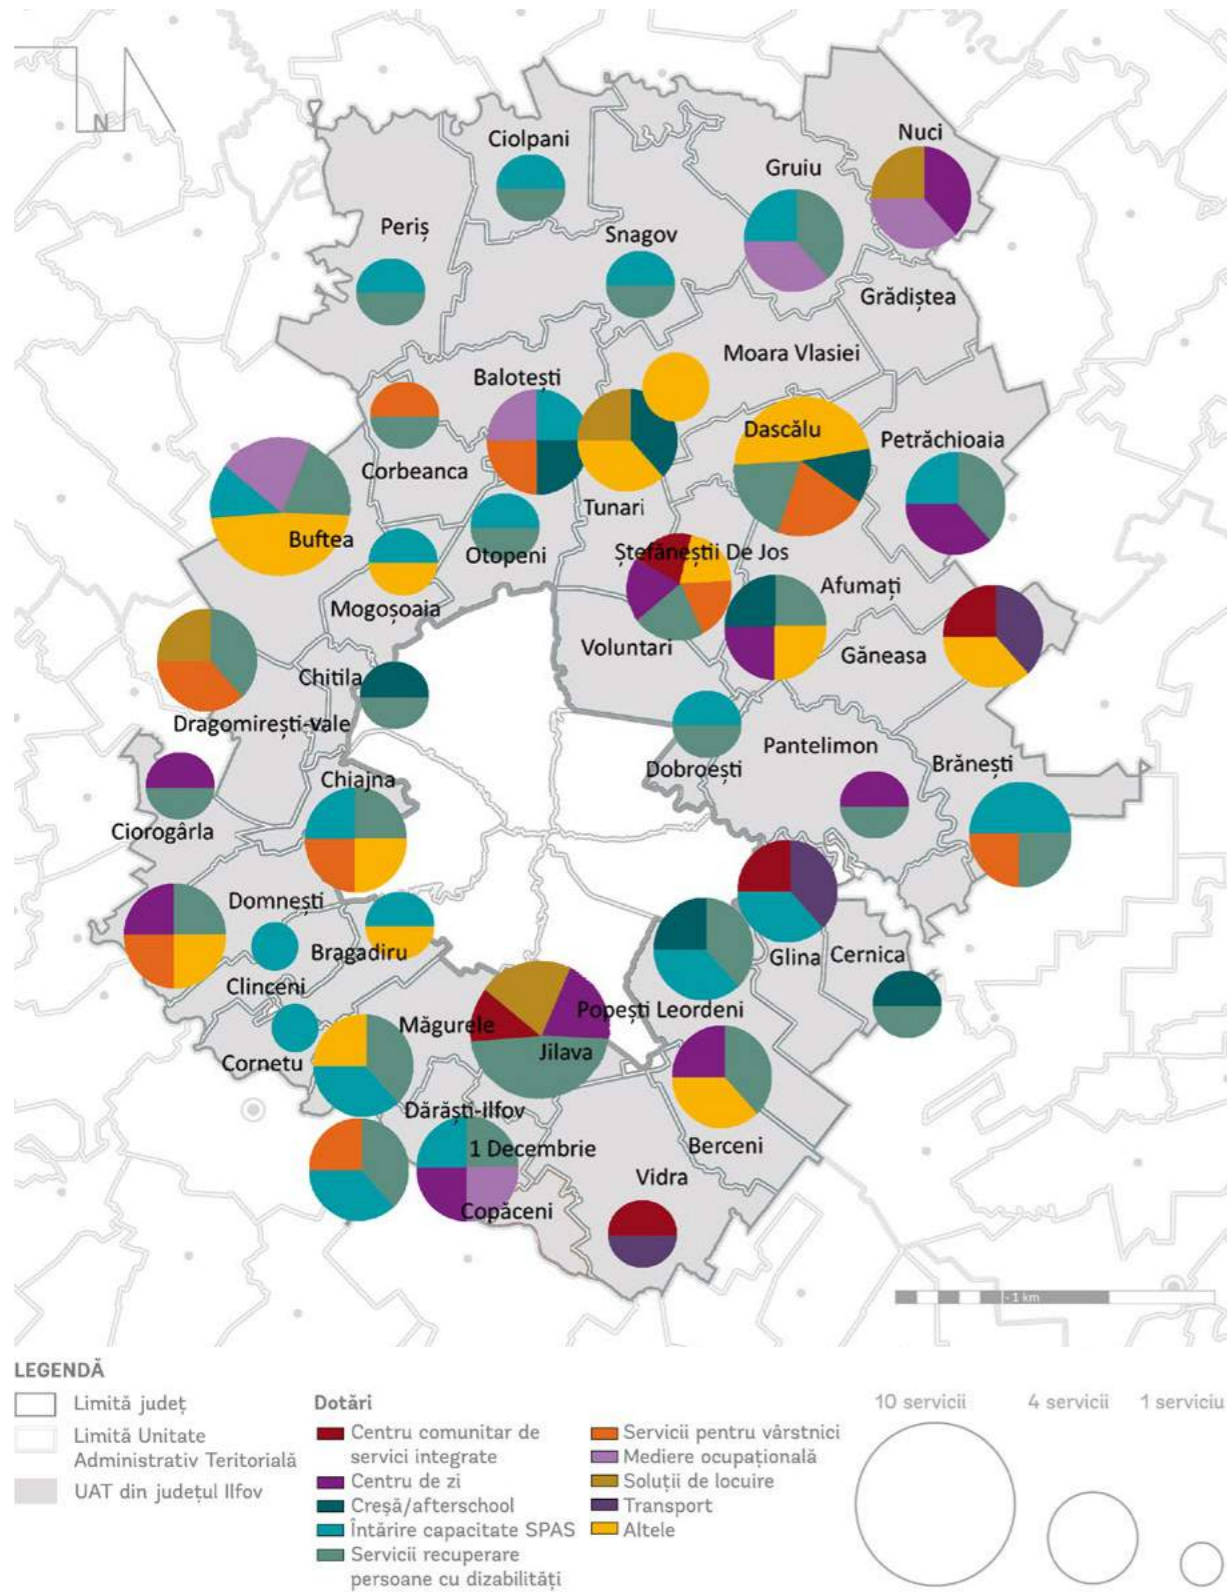 N
Ciolpani
Nuci
Gruiu
Periș
Snagov
Grădiștea
Moara Vlasiei
Balotești
Dascălu
Petrăchioaia
Corbeanca
Tunari
Buftea
Otopeni
Ștefăneștii De Jos
Mogoșoaia
Afumați
Voluntari
Găneasa
Chitila
Dragomirești-vale
Pantelimon
Dobroești
Brănești
Chiajna
Ciorogârla
Domnești
Bragadiru
Glina
Cernica
Clinceni
Popești Leordeni
Măgurele
Jilava
Cornetu
Dărăști-Ilfov
1 Decembrie
Berceni
Vidra
Copăceni
1 km
LEGENDĂ
Limită județ
Limită Unitate
Administrativ Teritorială
UAT din județul Ilfov
Dotări
Centru comunitar de
servici integrate
Centru de zi
Creșă/afterschool
Întărire capacitate SPAS
Servicii recuperare
persoane cu dizabilități
Servicii pentru vârstnici
Mediere ocupațională
Soluții de locuire
Transport
Altele
10 servicii
4 servicii
1 serviciu